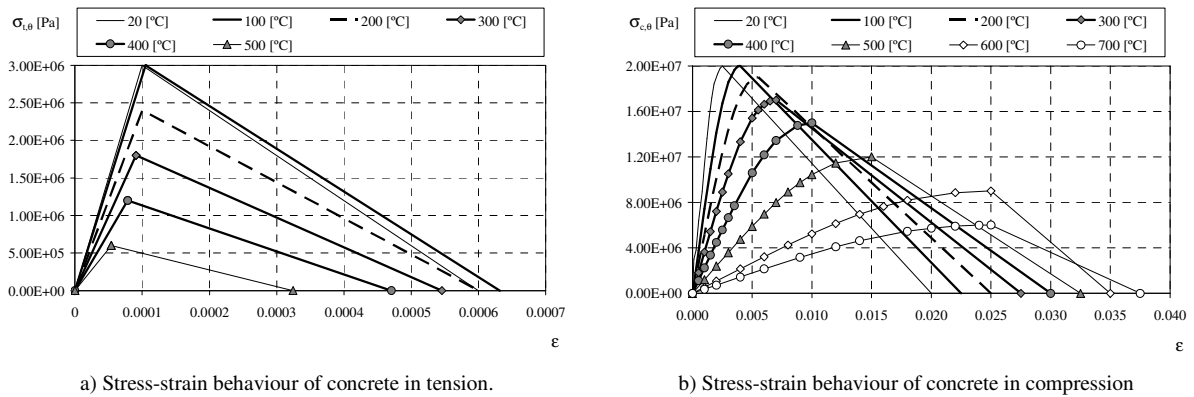 σt,θ [Pa]
20 [ºC] 100 [ºC] 200 [ºC] 300 [ºC]
400 [ºC] 500 [ºC]
3.00E+06
2.50E+06
2.00E+06
1.50E+06
1.00E+06
5.00E+05
0.00E+00
0 0.0001 0.0002 0.0003 0.0004 0.0005 0.0006 0.0007
ε
a) Stress-strain behaviour of concrete in tension.
σc,θ [Pa]
20 [ºC] 100 [ºC] 200 [ºC] 300 [ºC]
400 [ºC] 500 [ºC] 600 [ºC] 700 [ºC]
2.00E+07
1.60E+07
1.20E+07
8.00E+06
4.00E+06
0.00E+00
0.000 0.005 0.010 0.015 0.020 0.025 0.030 0.035 0.040
ε
b) Stress-strain behaviour of concrete in compression